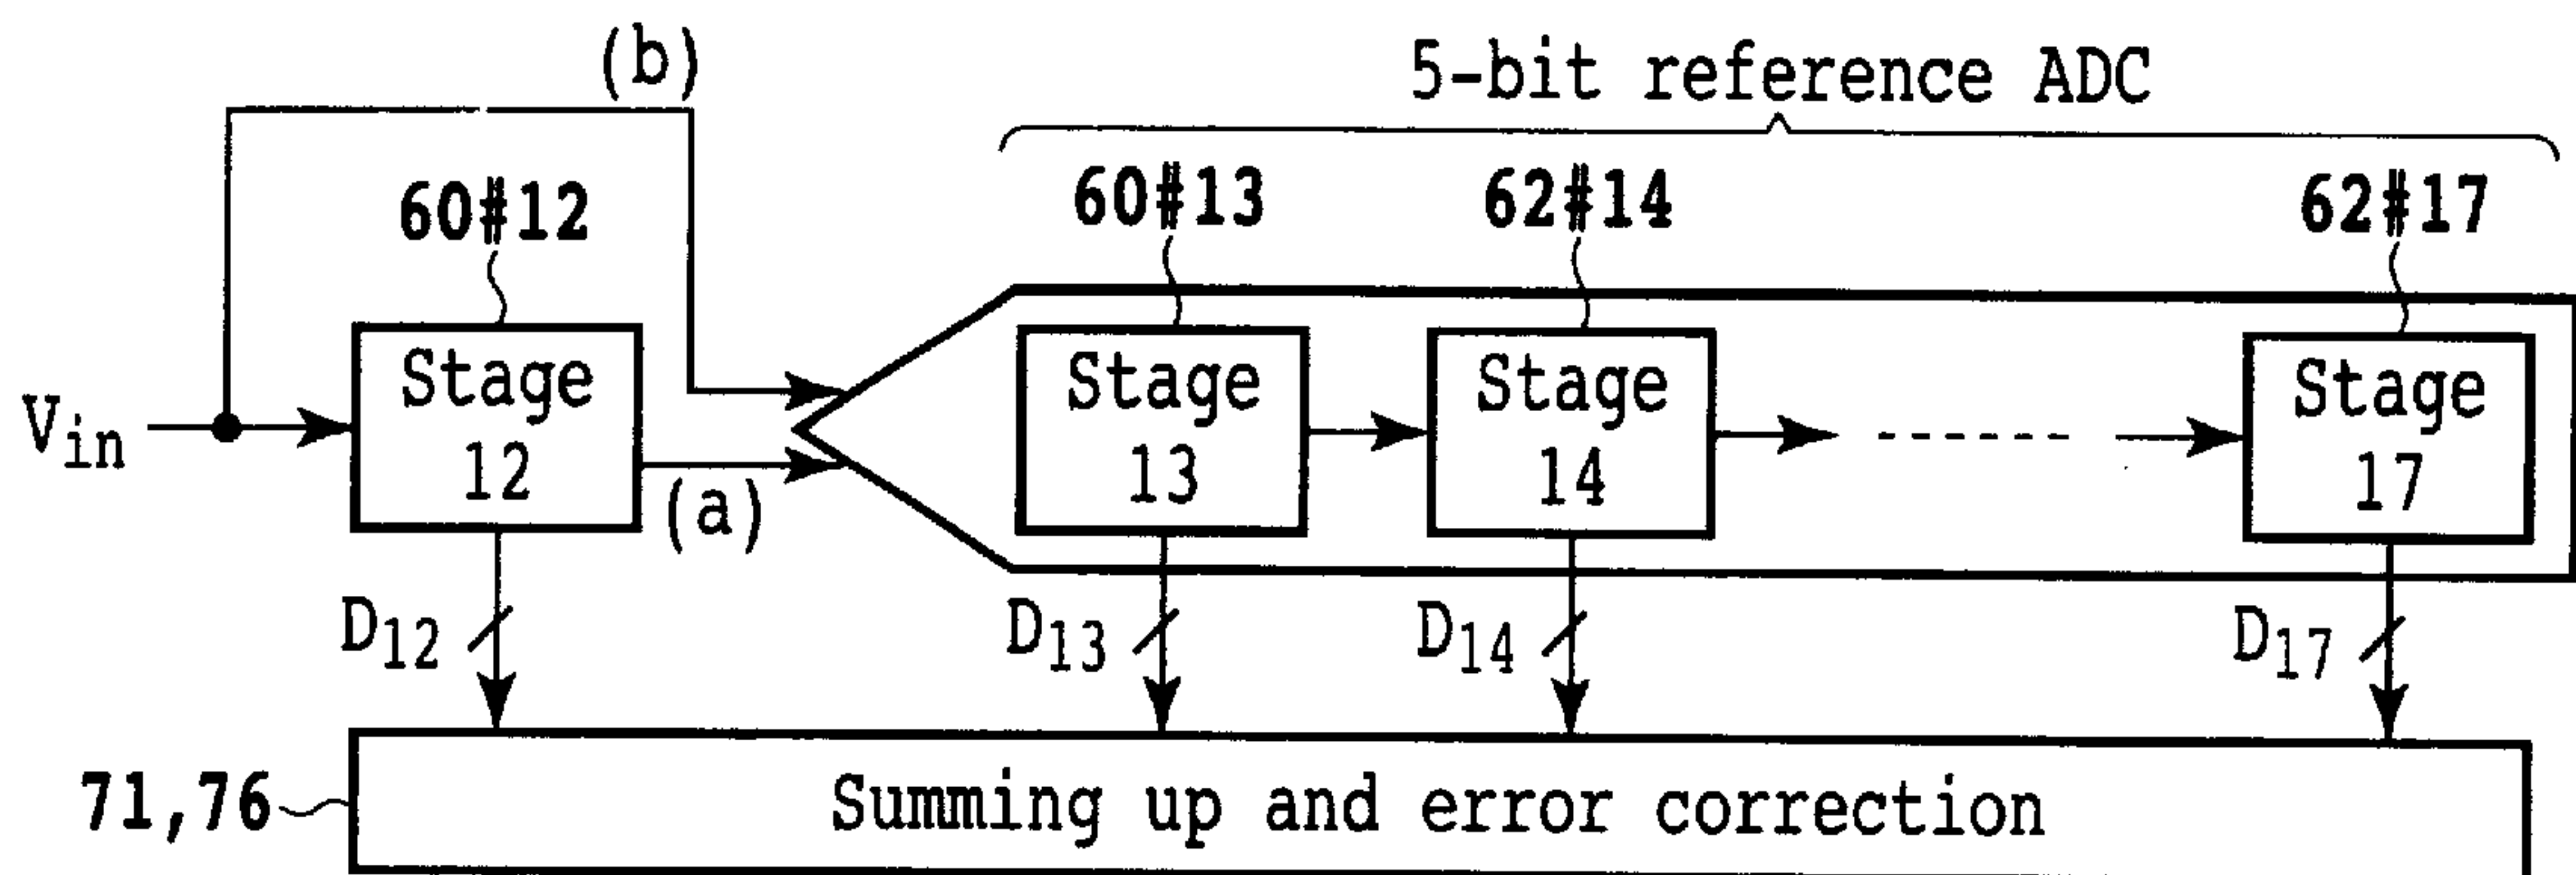 (b)
5-bit reference ADC
60#12
60#13
62#14
62#17
Vin
Stage
12
(a)
Stage
13
Stage
14
Stage
17
D12
D13
D14
D17
71,76
Summing up and error correction